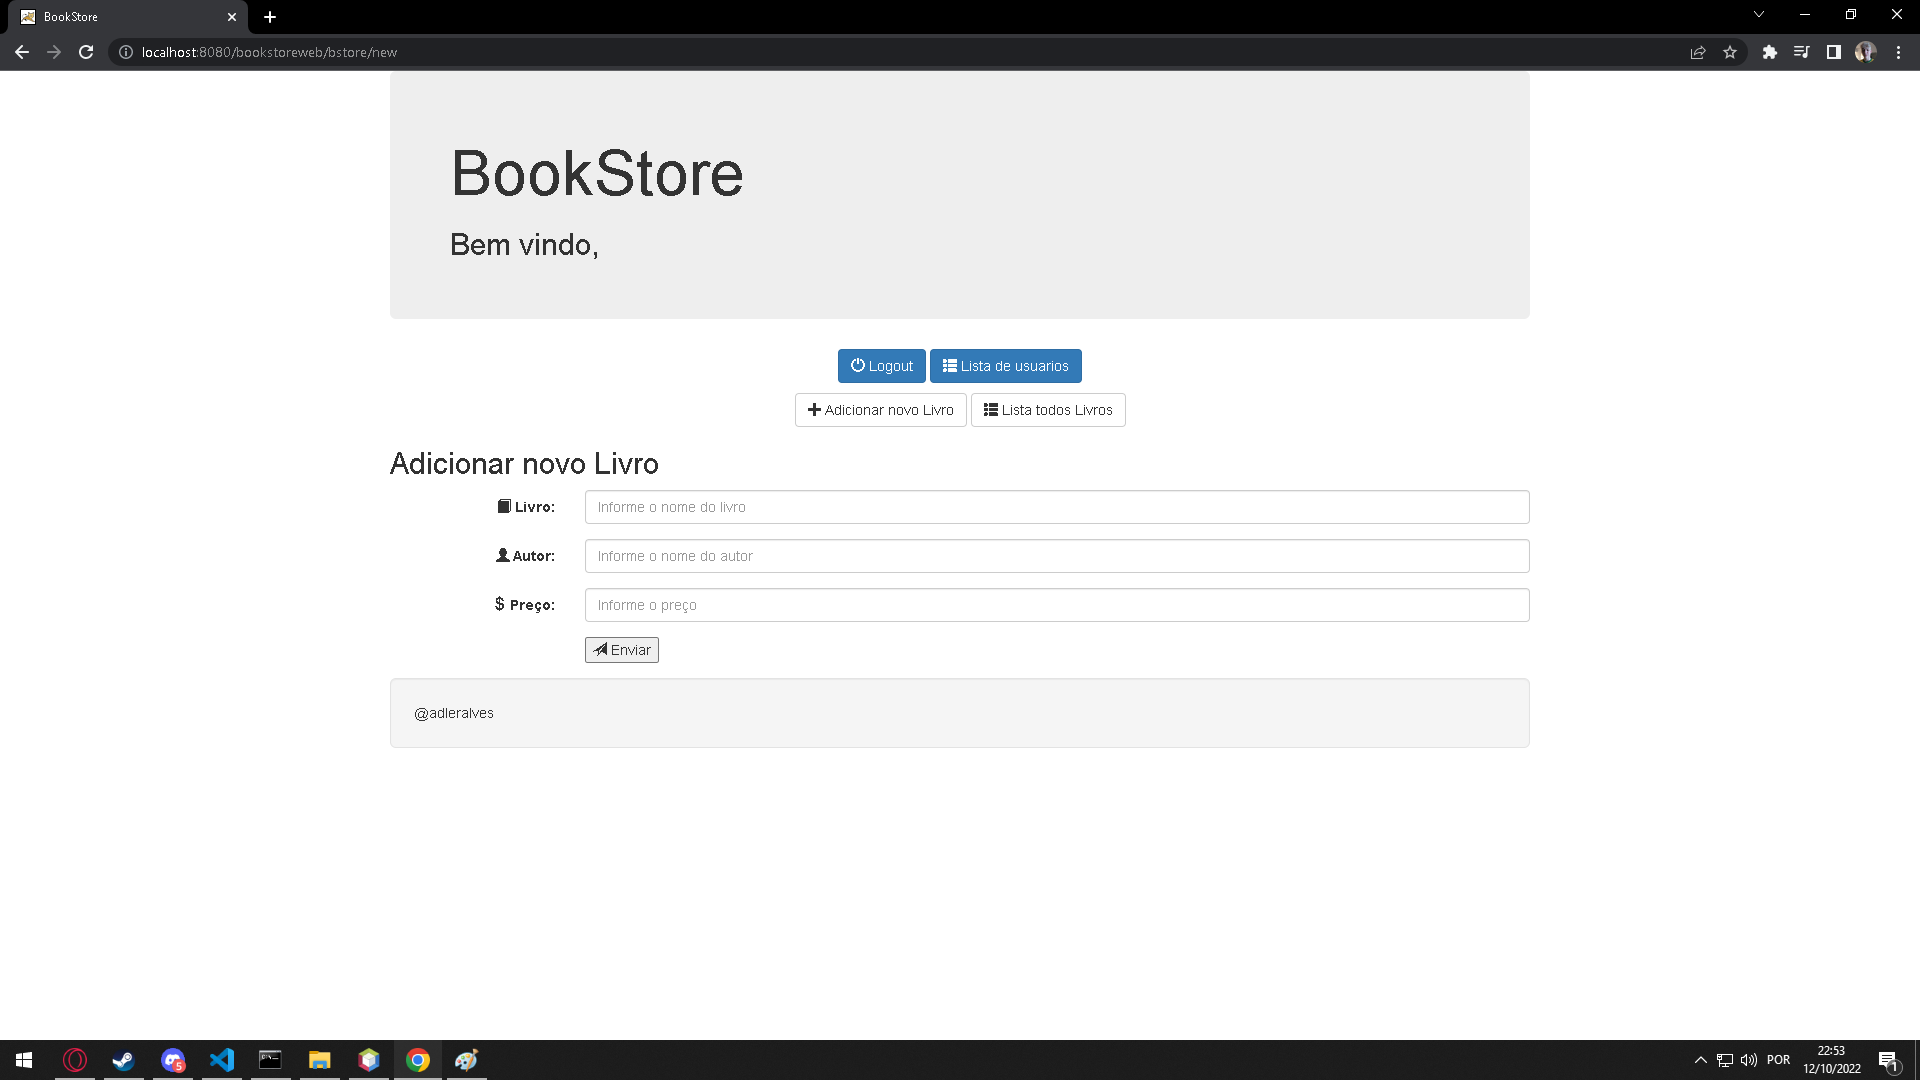 BookStore
localhost:8080/bookstoreweb/bstore/new
BookStore
Bem vindo,
Logout
Lista de usuarios
Adicionar novo Livro
Lista todos Livros
Adicionar novo Livro
Livro:
Informe o nome do livro
Autor:
Informe o nome do autor
$ Preço:
Informe o preço
Enviar
@adleralves
5
POR
22:53
12/10/2022
1